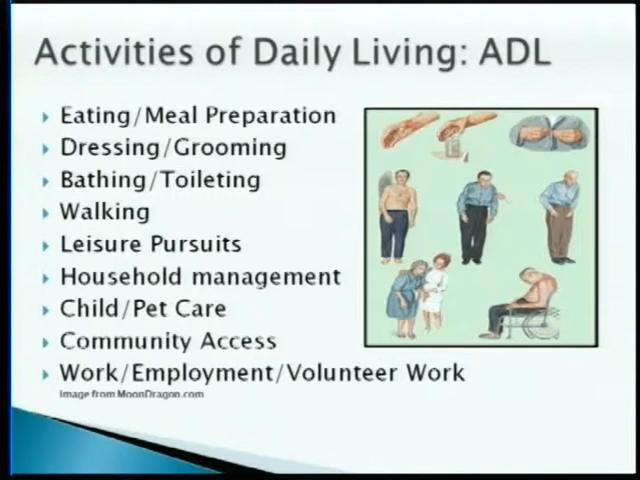 Activities of Daily Living: ADL
Eating/Meal Preparation
Dressing/Grooming
Bathing/Toileting
Walking
Leisure Pursuits
Household management
Child/Pet Care
Community Access
Work/Employment/Volunteer Work
Image from MoonDragon.com